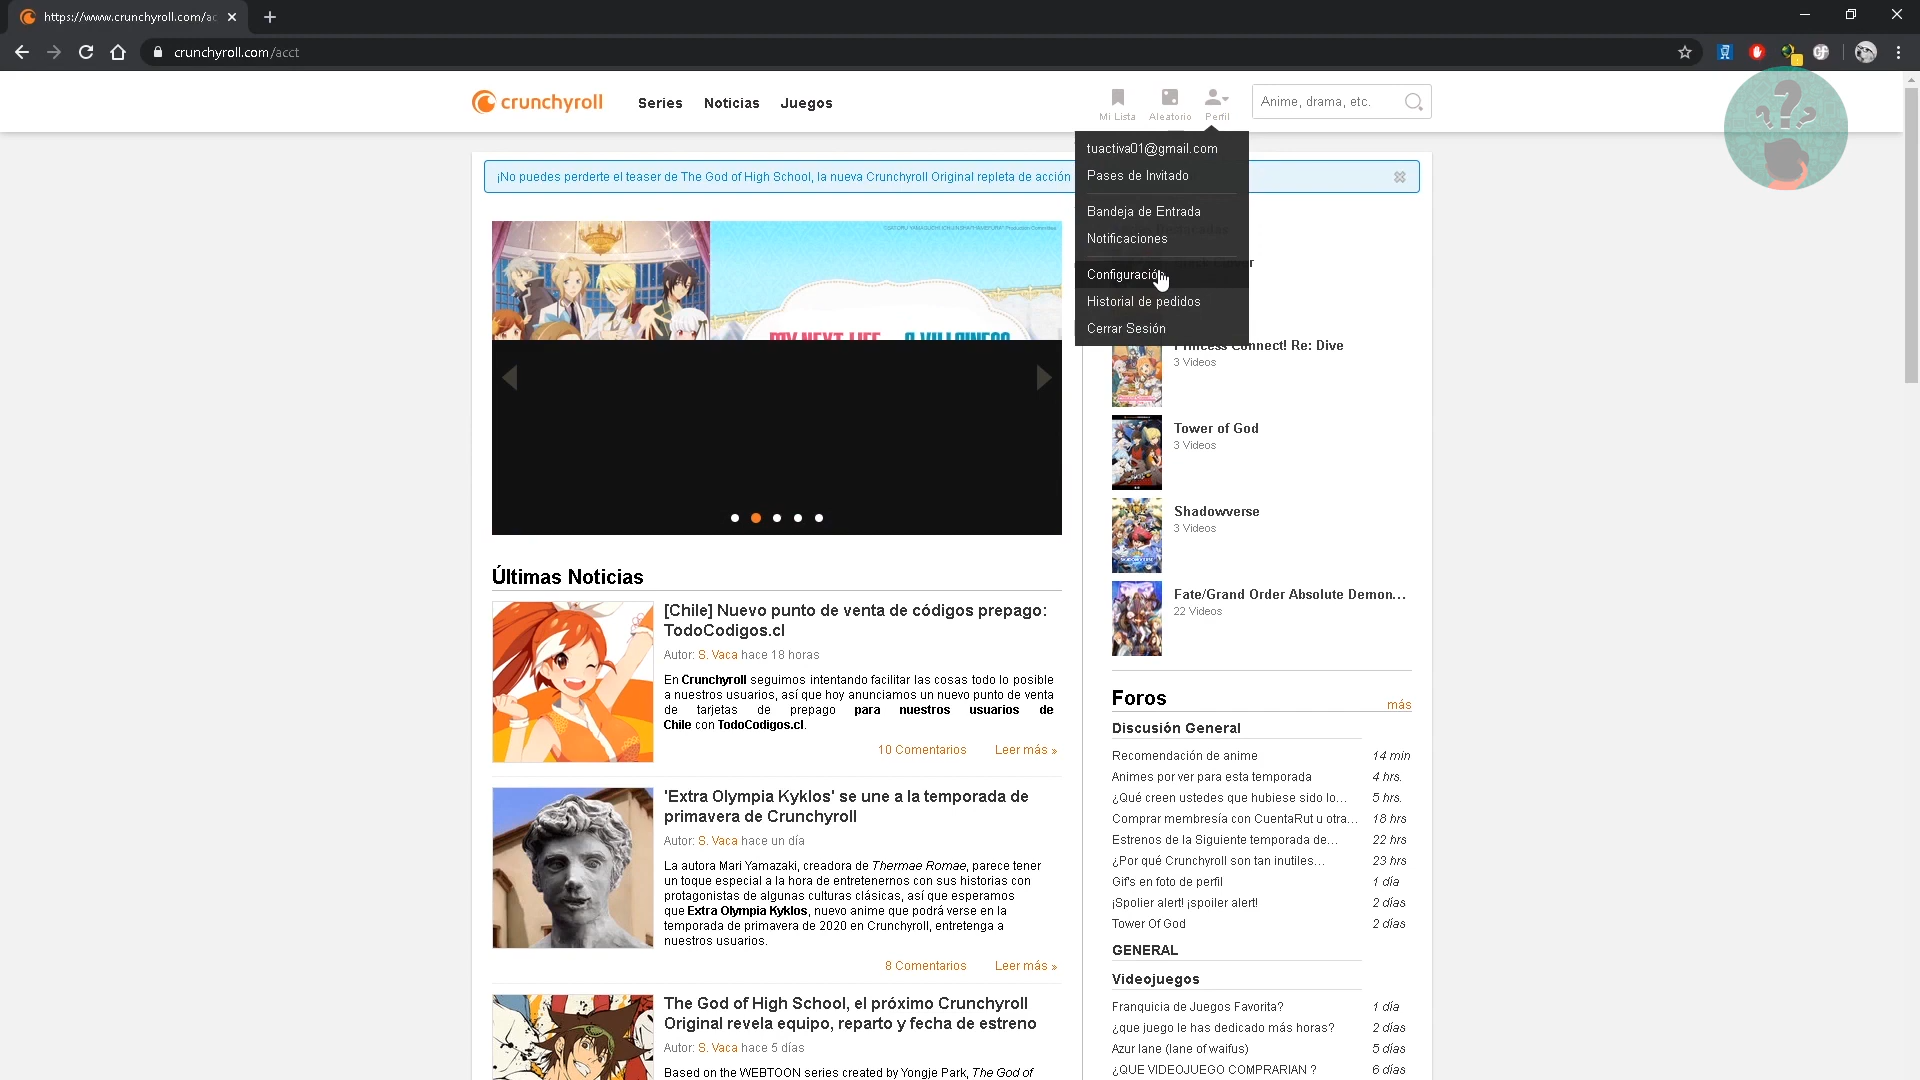 https://www.crunchyroll.com/ac
crunchyroll.com/acct
crunchyroll
Series
Noticias
Juegos
Mi Lista
Aleatorio
Perfil
Anime, drama, etc.
tuactiva01@gmail.com
Pases de Invitado
Bandeja de Entrada
Notificaciones
Configuración
Historial de pedidos
Cerrar Sesión
¡No puedes perderte el teaser de The God of High School, la nueva Crunchyroll Original repleta de acción
MY NEXT LIFE
A VILLAINESS
Princess Connect! Re: Dive
3 Videos
Tower of God
3 Videos
Shadowverse
3 Videos
Fate/Grand Order Absolute Demon...
22 Videos
Últimas Noticias
[Chile] Nuevo punto de venta de códigos prepago:
TodoCodigos.cl
Autor: S. Vaca hace 18 horas
En Crunchyroll seguimos intentando facilitar las cosas todo lo posible
a nuestros usuarios, así que hoy anunciamos un nuevo punto de venta
de tarjetas de prepago para nuestros usuarios de
Chile con TodoCodigos.cl.
10 Comentarios
Leer más »
'Extra Olympia Kyklos' se une a la temporada de
primavera de Crunchyroll
Autor: S. Vaca hace un día
La autora Mari Yamazaki, creadora de Thermae Romae, parece tener
un toque especial a la hora de entretenernos con sus historias con
protagonistas de algunas culturas clásicas, así que esperamos
que Extra Olympia Kyklos, nuevo anime que podrá verse en la
temporada de primavera de 2020 en Crunchyroll, entretenga a
nuestros usuarios.
8 Comentarios
Leer más »
The God of High School, el próximo Crunchyroll
Original revela equipo, reparto y fecha de estreno
Autor: S. Vaca hace 5 días
Based on the WEBTOON series created by Yongje Park, The God of
Foros
más
Discusión General
Recomendación de anime 14 min
Animes por ver para esta temporada 4 hrs.
¿Qué creen ustedes que hubiese sido lo... 5 hrs.
Comprar membresía con CuentaRut u otra... 18 hrs
Estrenos de la Siguiente temporada de... 22 hrs
¿Por qué Crunchyroll son tan inutiles... 23 hrs
Gif's en foto de perfil 1 día
¡Spolier alert! ¡spoiler alert! 2 días
Tower Of God 2 días
GENERAL
Videojuegos
Franquicia de Juegos Favorita? 1 día
¿que juego le has dedicado más horas? 2 días
Azur lane (lane of waifus) 5 días
¿QUE VIDEOJUEGO COMPRARIAN ? 6 días